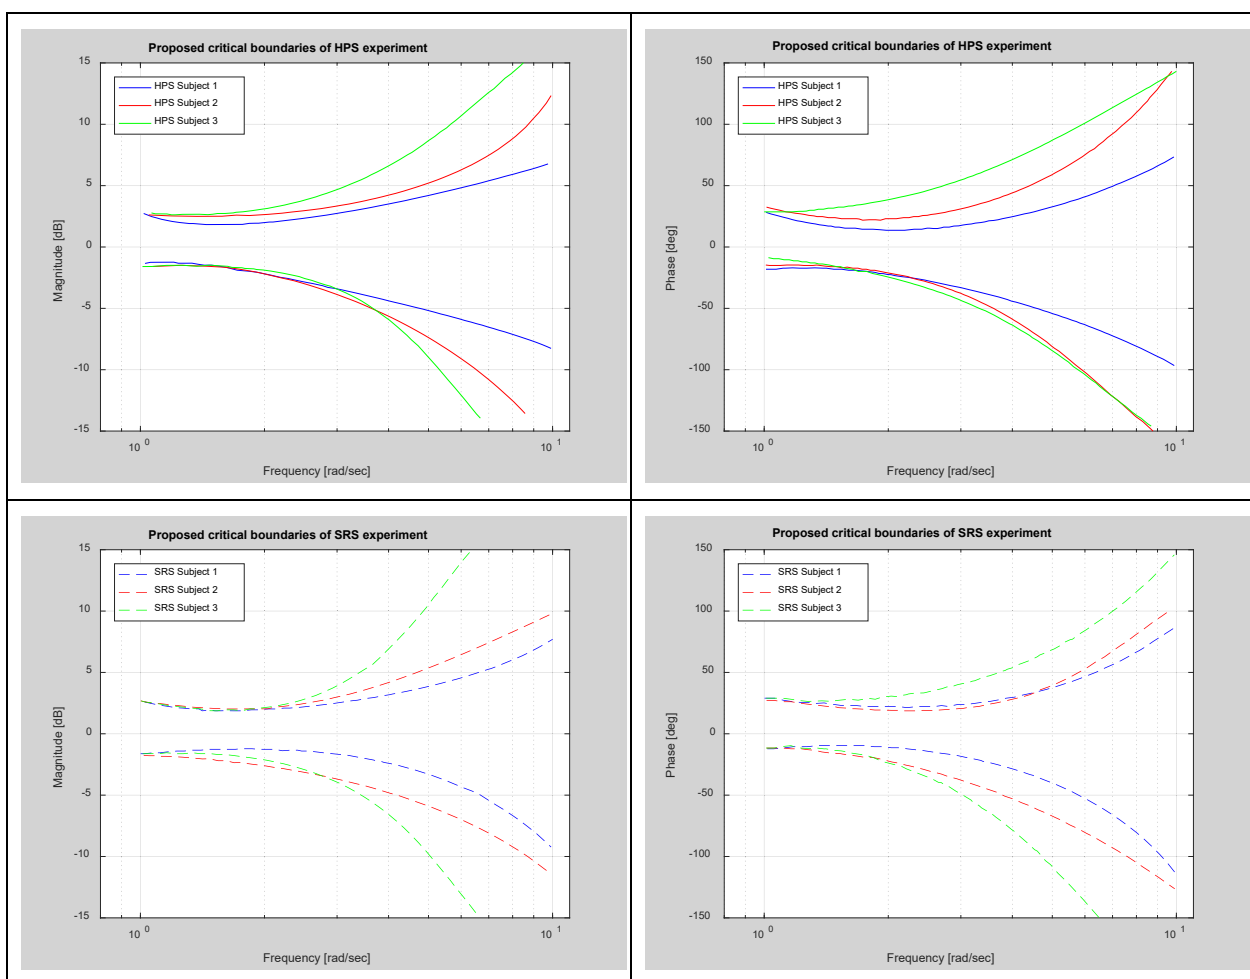 Proposed critical boundaries of HPS experiment
15
10
5
0
-5
-10
-15
Magnitude [dB]
HPS Subject 1
HPS Subject 2
HPS Subject 3
10^0
10^1
Frequency [rad/sec]
Proposed critical boundaries of HPS experiment
150
100
50
0
-50
-100
-150
Phase [deg]
HPS Subject 1
HPS Subject 2
HPS Subject 3
10^0
10^1
Frequency [rad/sec]
Proposed critical boundaries of SRS experiment
15
10
5
0
-5
-10
-15
Magnitude [dB]
SRS Subject 1
SRS Subject 2
SRS Subject 3
10^0
10^1
Frequency [rad/sec]
Proposed critical boundaries of SRS experiment
150
100
50
0
-50
-100
-150
Phase [deg]
SRS Subject 1
SRS Subject 2
SRS Subject 3
10^0
10^1
Frequency [rad/sec]